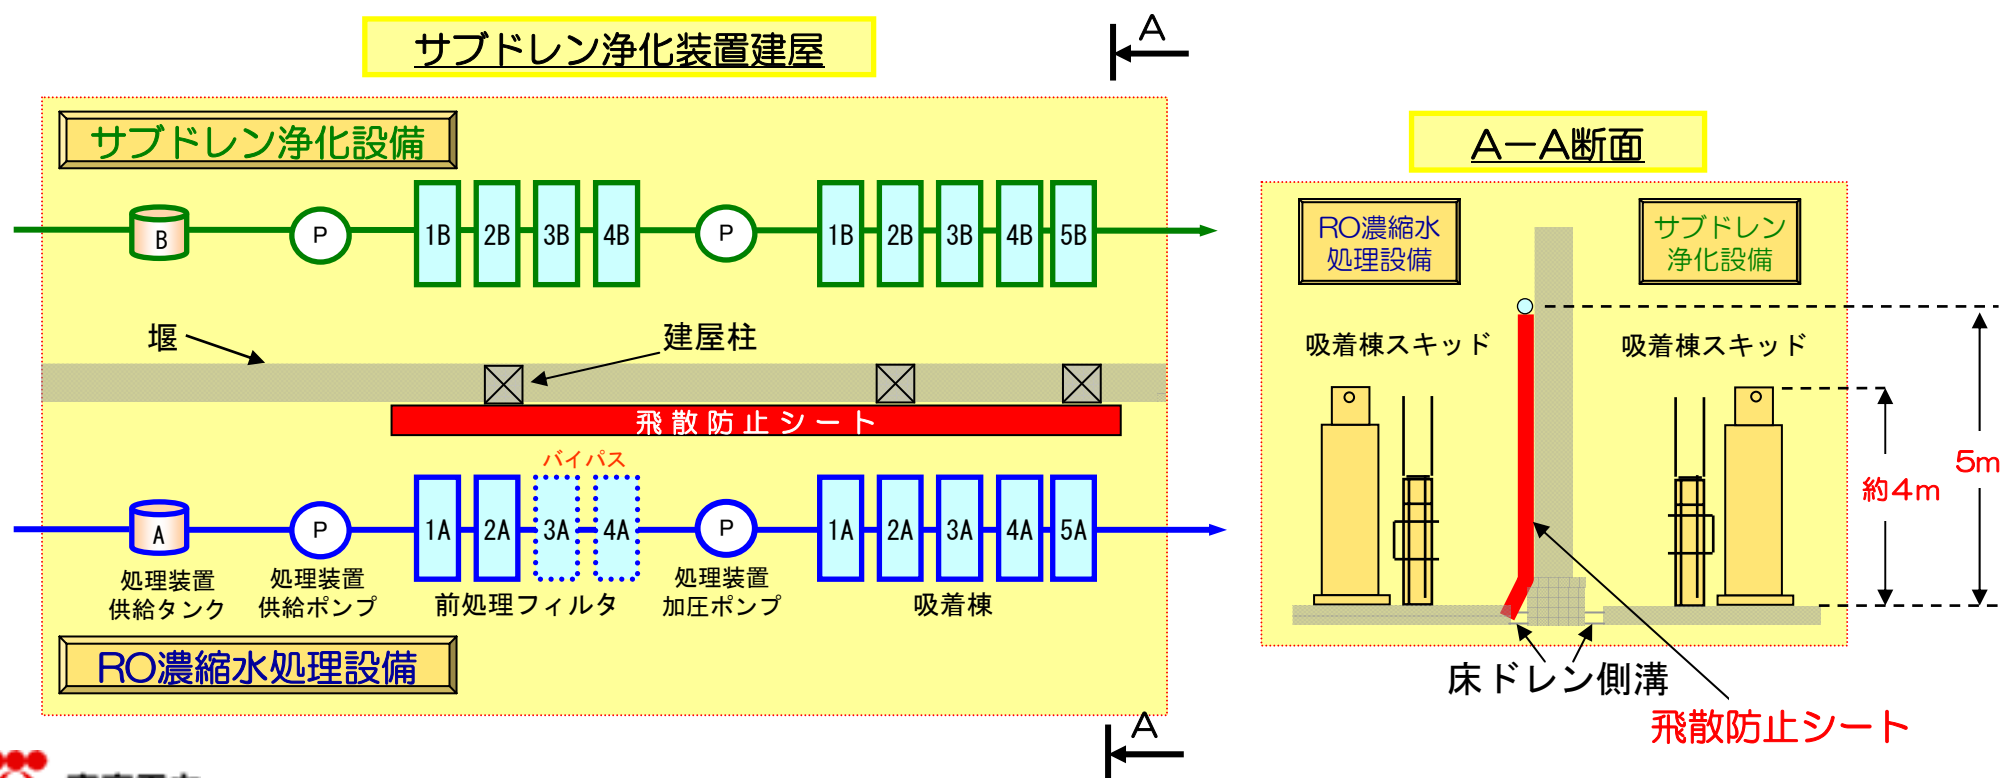 サブドレン浄化装置建屋
A
サブドレン浄化設備
B
P
1B
2B
3B
4B
P
1B
2B
3B
4B
5B
堰
建屋柱
飛散防止シート
バイパス
A
P
1A
2A
3A
4A
P
1A
2A
3A
4A
5A
処理装置
供給タンク
処理装置
供給ポンプ
前処理フィルタ
処理装置
加圧ポンプ
吸着棟
RO濃縮水処理設備
A
A－A断面
RO濃縮水
処理設備
サブドレン
浄化設備
吸着棟スキッド
吸着棟スキッド
約4m
5m
床ドレン側溝
飛散防止シート